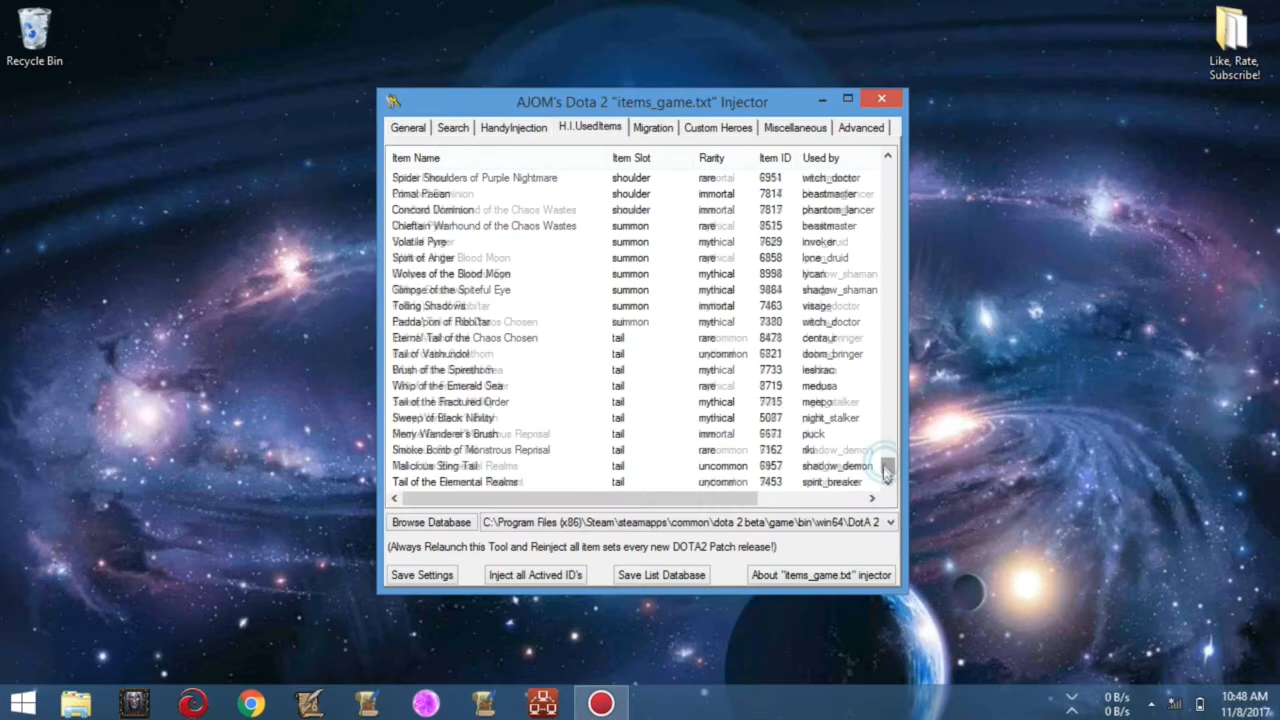 Recycle Bin
Like, Rate,
Subscribe!
AJOM's Dota 2 "items_game.txt" Injector
General Search HandyInjection H.I.UsedItems Migration Custom Heroes Miscellaneous Advanced
Item Name Item Slot Rarity Item ID Used by
Spider Shoulders of Purple Nightmare shoulder rare 6951 witch_doctor
Primal Paean shoulder immortal 7814 beastmaster
Concord Dominion shoulder immortal 7817 phantom_lancer
Chieftain Warhound of the Chaos Wastes summon rare 8515 beastmaster
Volatile Pyre summon mythical 7629 invoker
Spirit of Anger summon rare 6858 lone_druid
Wolves of the Blood Moon summon mythical 8998 lycan
Glimpse of the Spiteful Eye summon mythical 9884 shadow_shaman
Tolling Shadows summon immortal 7463 visage
of Ribbi'tar summon mythical 7380 witch_doctor
Eternal Tail of the Chaos Chosen tail rare 8478 centaur
Tail of Vashundol tail uncommon 6821 doom_bringer
Brush of the Spirethorn tail mythical 7733 leshrac
Whip of the Emerald Sea tail rare 8719 medusa
Tail of the Fractured Order tail mythical 7715 meepo
Sweep of Black Nihility tail mythical 5087 night_stalker
Merry Wanderer's Brush tail immortal 6671 puck
Smoke Bomb of Monstrous Reprisal tail rare 7162 riki
Malicious Sting Tail tail uncommon 6957 shadow_demon
Tail of the Elemental Realms tail uncommon 7453 spirit_breaker
Browse Database C:\Program Files (x86)\Steam\steamapps\common\dota 2 beta\game\bin\win64\DotA 2
(Always Relaunch this Tool and Reinject all item sets every new DOTA2 Patch release!)
Save Settings Inject all Actived ID's Save List Database About "items_game.txt" injector
0 B/s 10:48 AM
0 B/s 11/8/2017